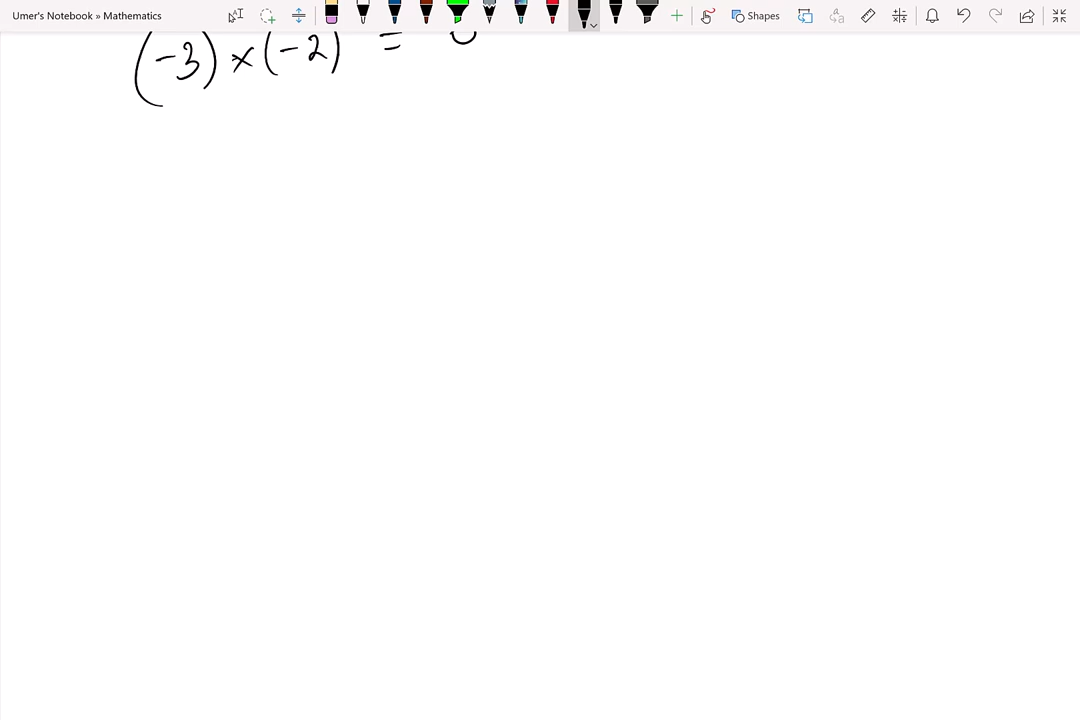 Umer's Notebook » Mathematics
Shapes
(-3) × (-2) =